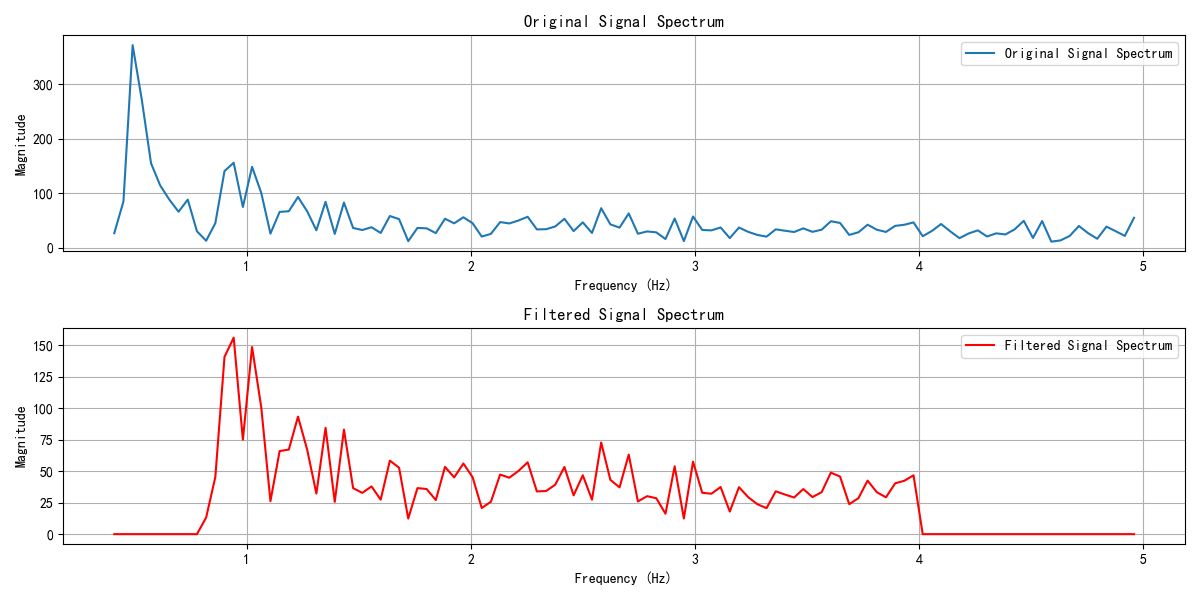 Original Signal Spectrum
Original Signal Spectrum
Magnitude
300
200
100
0
1 2 3 4 5
Frequency (Hz)
Filtered Signal Spectrum
Filtered Signal Spectrum
Magnitude
150
125
100
75
50
25
0
1 2 3 4 5
Frequency (Hz)